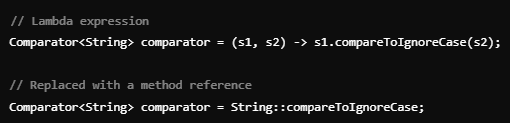 // Lambda expression
Comparator<String> comparator = (s1, s2) -> s1.compareToIgnoreCase(s2);
// Replaced with a method reference
Comparator<String> comparator = String::compareToIgnoreCase;